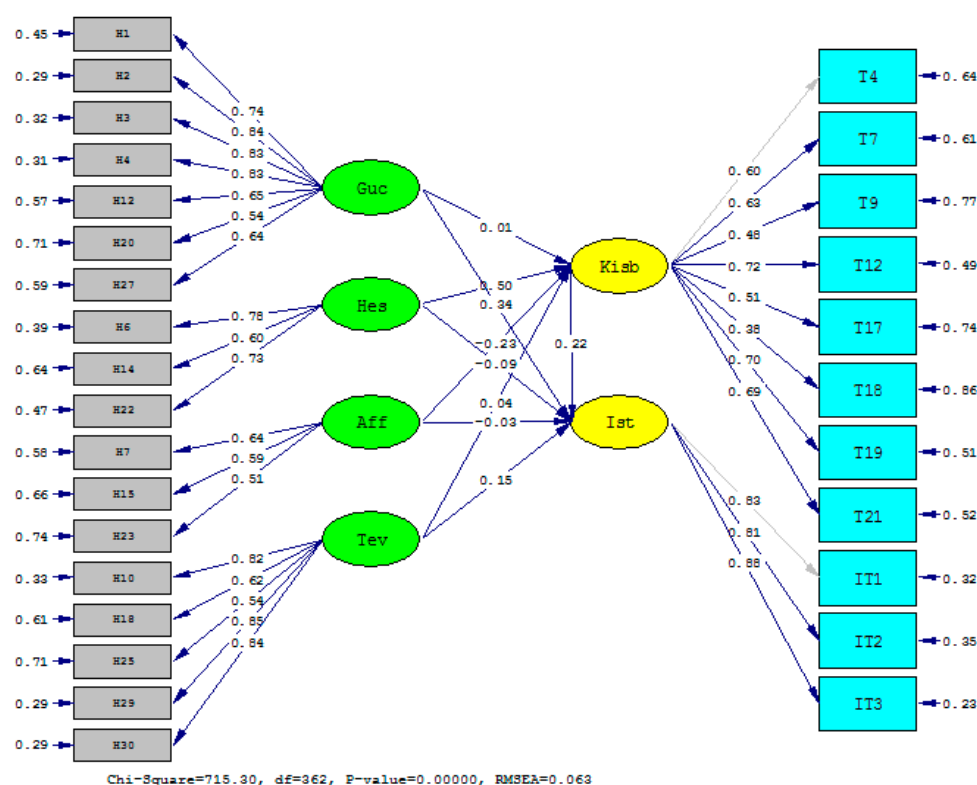 0.45 H1
0.29 H2
0.32 H3
0.31 H4
0.57 H12
0.71 H20
0.59 H27
0.39 H6
0.64 H14
0.47 H22
0.58 H7
0.66 H15
0.74 H23
0.33 H10
0.61 H18
0.71 H25
0.29 H29
0.29 H30
0.74
0.84
0.83
0.83
0.65
0.54
0.64
0.78
0.60
0.73
0.64
0.59
0.51
0.82
0.62
0.54
0.85
0.84
Guc
Hes
Aff
Tev
0.01
0.50
0.34
-0.23
-0.09
0.04
-0.03
0.15
0.22
Kisb
Ist
0.60
0.63
0.48
0.72
0.51
0.38
0.70
0.69
0.83
0.81
0.88
T4 0.64
T7 0.61
T9 0.77
T12 0.49
T17 0.74
T18 0.86
T19 0.51
T21 0.52
IT1 0.32
IT2 0.35
IT3 0.23
Chi-Square=715.30, df=362, P-value=0.00000, RMSEA=0.063